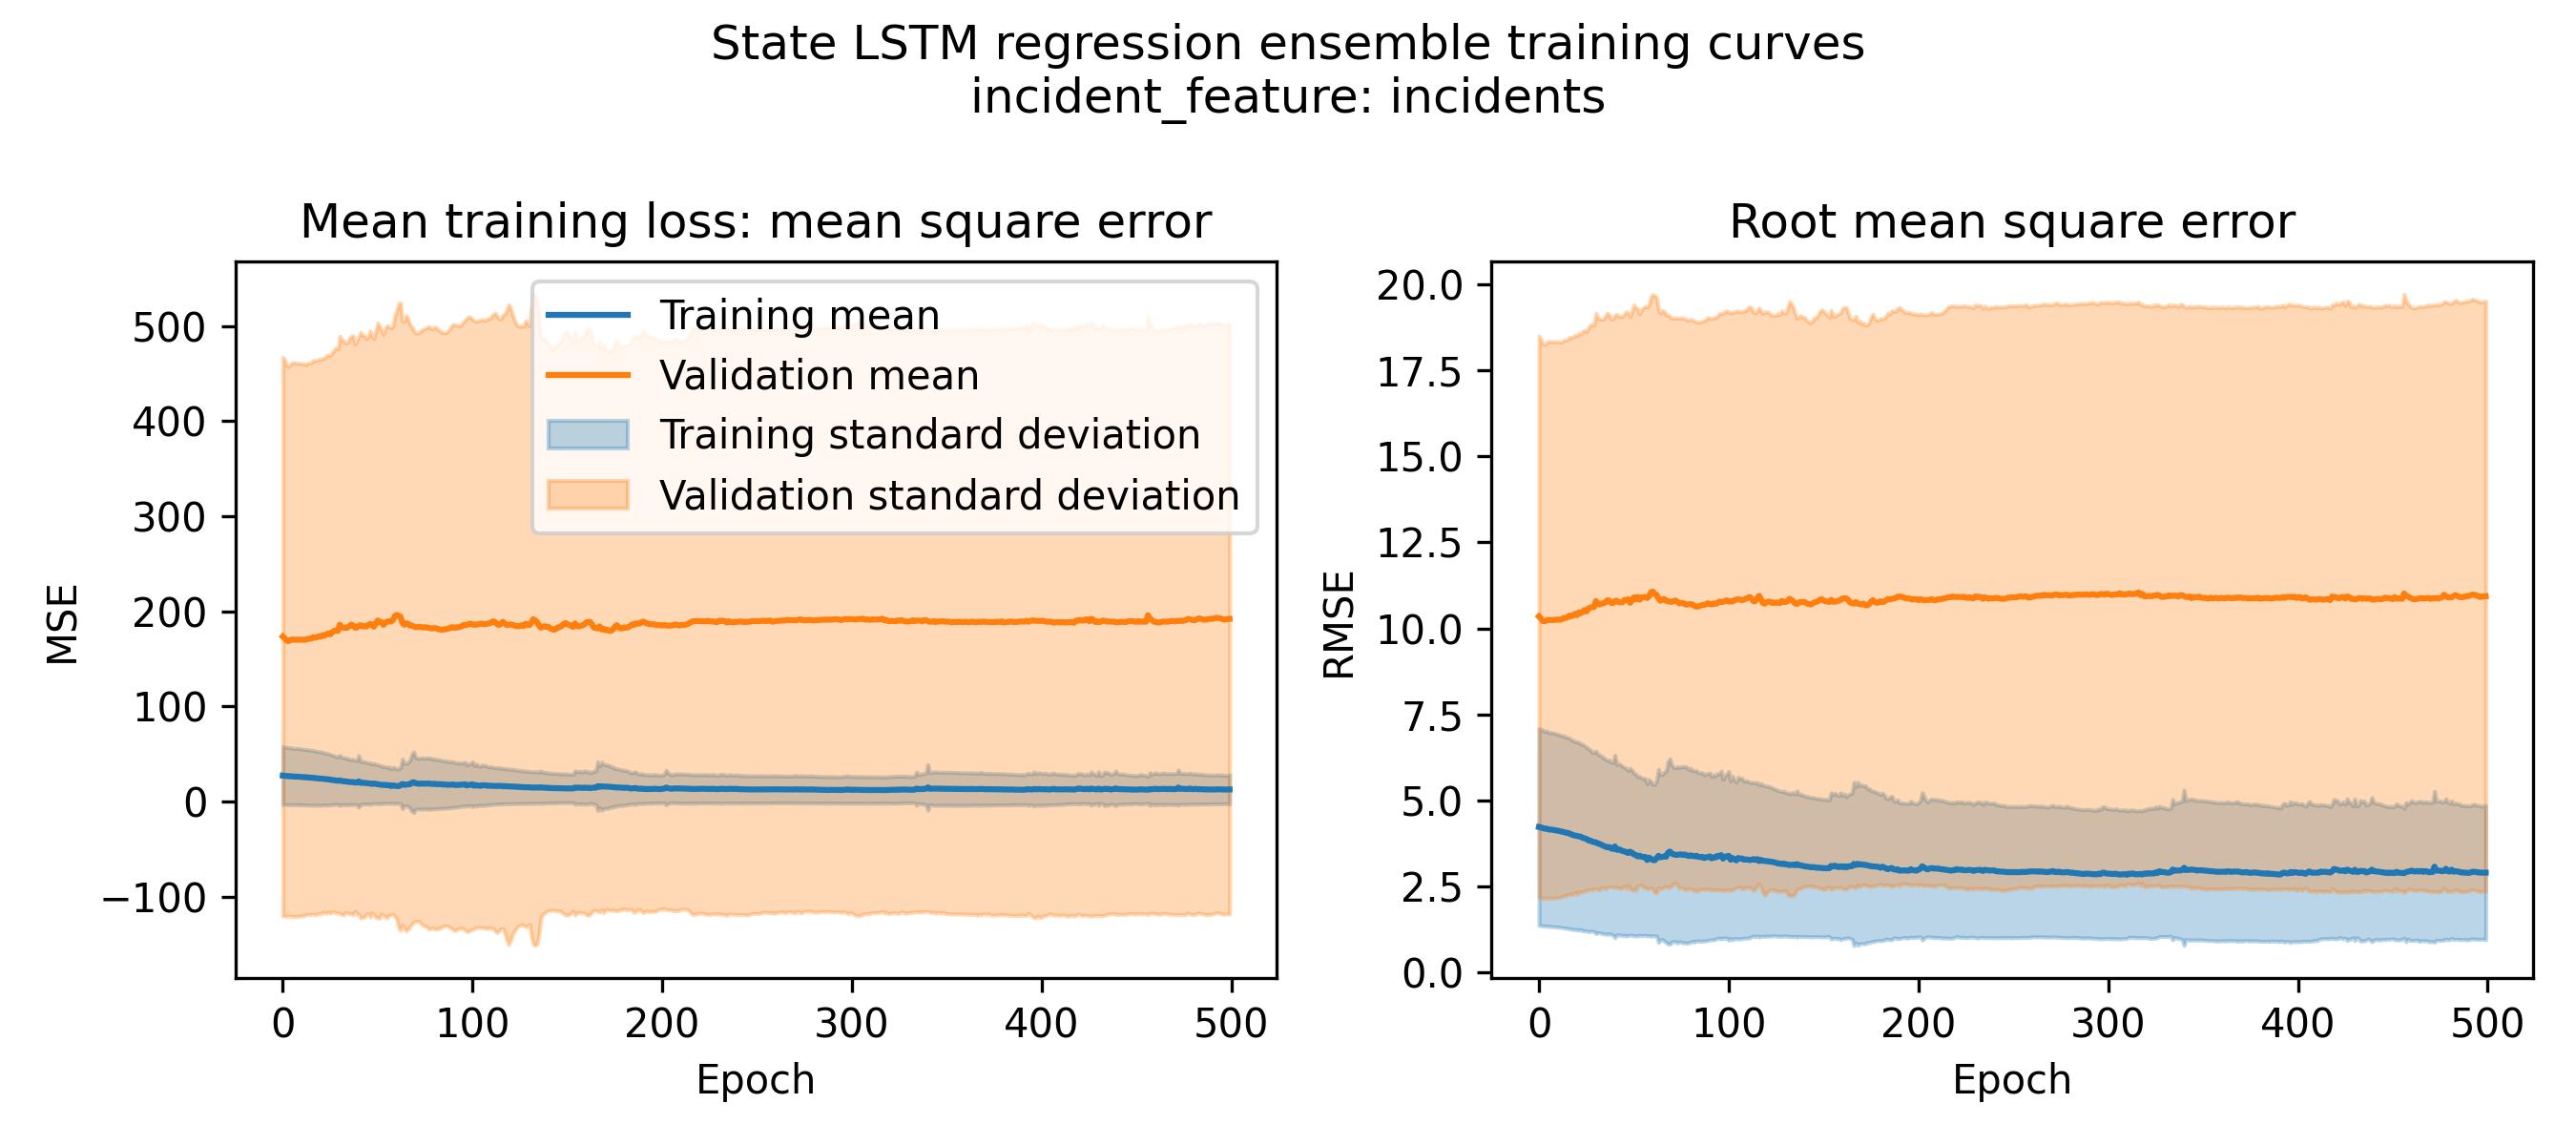 State LSTM regression ensemble training curves
incident_feature: incidents
Mean training loss: mean square error
500
400
300
200
100
0
−100
MSE
Training mean
Validation mean
Training standard deviation
Validation standard deviation
0 100 200 300 400 500
Epoch
Root mean square error
20.0
17.5
15.0
12.5
10.0
7.5
5.0
2.5
0.0
RMSE
0 100 200 300 400 500
Epoch